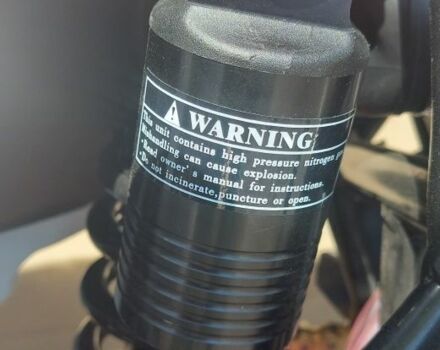 WARNING
This unit contains high pressure nitrogen
Mishandling can cause explosion.
·Read owner's manual for instructions.
·Do not incinerate,puncture or open.